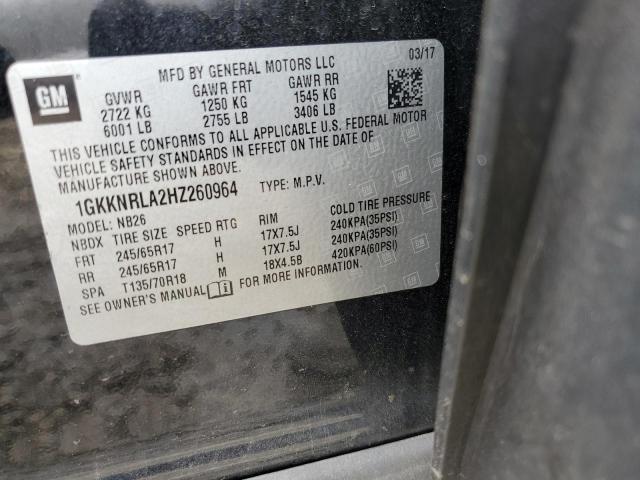 GM
MFD BY GENERAL MOTORS LLC
03/17
GVWR GAWR FRT GAWR RR
2722 KG 1250 KG 1545 KG
6001 LB 2755 LB 3406 LB
THIS VEHICLE CONFORMS TO ALL APPLICABLE U.S. FEDERAL MOTOR
VEHICLE SAFETY STANDARDS IN EFFECT ON THE DATE OF
MANUFACTURE SHOWN ABOVE.
1GKKNRLA2HZ260964 TYPE: M.P.V.
MODEL: NB26
NBDX TIRE SIZE SPEED RTG RIM COLD TIRE PRESSURE
FRT 245/65R17 H 17X7.5J 240KPA(35PSI)
RR 245/65R17 H 17X7.5J 240KPA(35PSI)
SPA T135/70R18 M 18X4.5B 420KPA(60PSI)
SEE OWNER'S MANUAL FOR MORE INFORMATION.